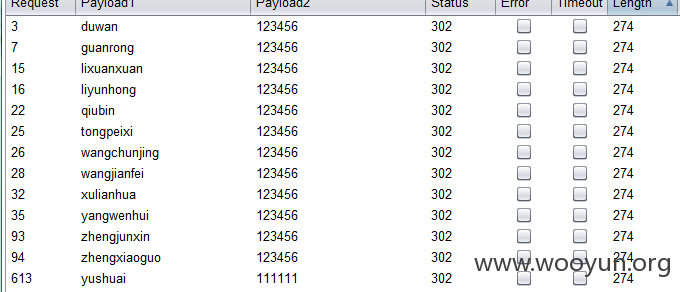 Request Payload1 Payload2 Status Error Timeout Length
3 duwan 123456 302 274
7 guanrong 123456 302 274
15 lixuanxuan 123456 302 274
16 liyunhong 123456 302 274
22 qiubin 123456 302 274
25 tongpeixi 123456 302 274
26 wangchunjing 123456 302 274
28 wangjianfei 123456 302 274
32 xulianhua 123456 302 274
35 yangwenhui 123456 302 274
93 zhengjunxin 123456 302 274
94 zhengxiaoguo 123456 302 274
613 yushuai 111111 302 274
www.wooyun.org